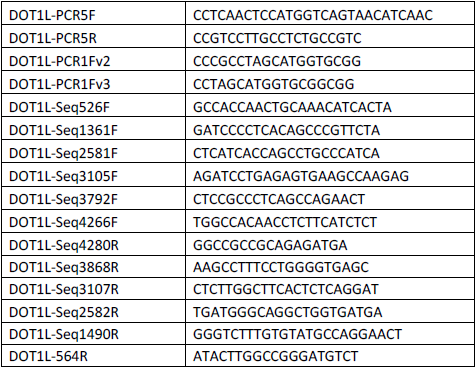 DOT1L-PCR5F CCTCAACTCCATGGTCAGTAACATCAAC
DOT1L-PCR5R CCGTCCTTGCCTCTGCCGTC
DOT1L-PCR1Fv2 CCCGCCTAGCATGGTGCGG
DOT1L-PCR1Fv3 CCTAGCATGGTGCGGCGG
DOT1L-Seq526F GCCACCAACTGCAAACATCACTA
DOT1L-Seq1361F GATCCCCTCACAGCCCGTTCTA
DOT1L-Seq2581F CTCATCACCAGCCTGCCCATCA
DOT1L-Seq3105F AGATCCTGAGAGTGAAGCCAAGAG
DOT1L-Seq3792F CTCCGCCCTCAGCCAGAACT
DOT1L-Seq4266F TGGCCACAACCTCTTCATCTCT
DOT1L-Seq4280R GGCCGCCGCAGAGATGA
DOT1L-Seq3868R AAGCCTTTCCTGGGGTGAGC
DOT1L-Seq3107R CTCTTGGCTTCACTCTCAGGAT
DOT1L-Seq2582R TGATGGGCAGGCTGGTGATGA
DOT1L-Seq1490R GGGTCTTTGTGTATGCCAGGAACT
DOT1L-564R ATACTTGGCCGGGATGTCT